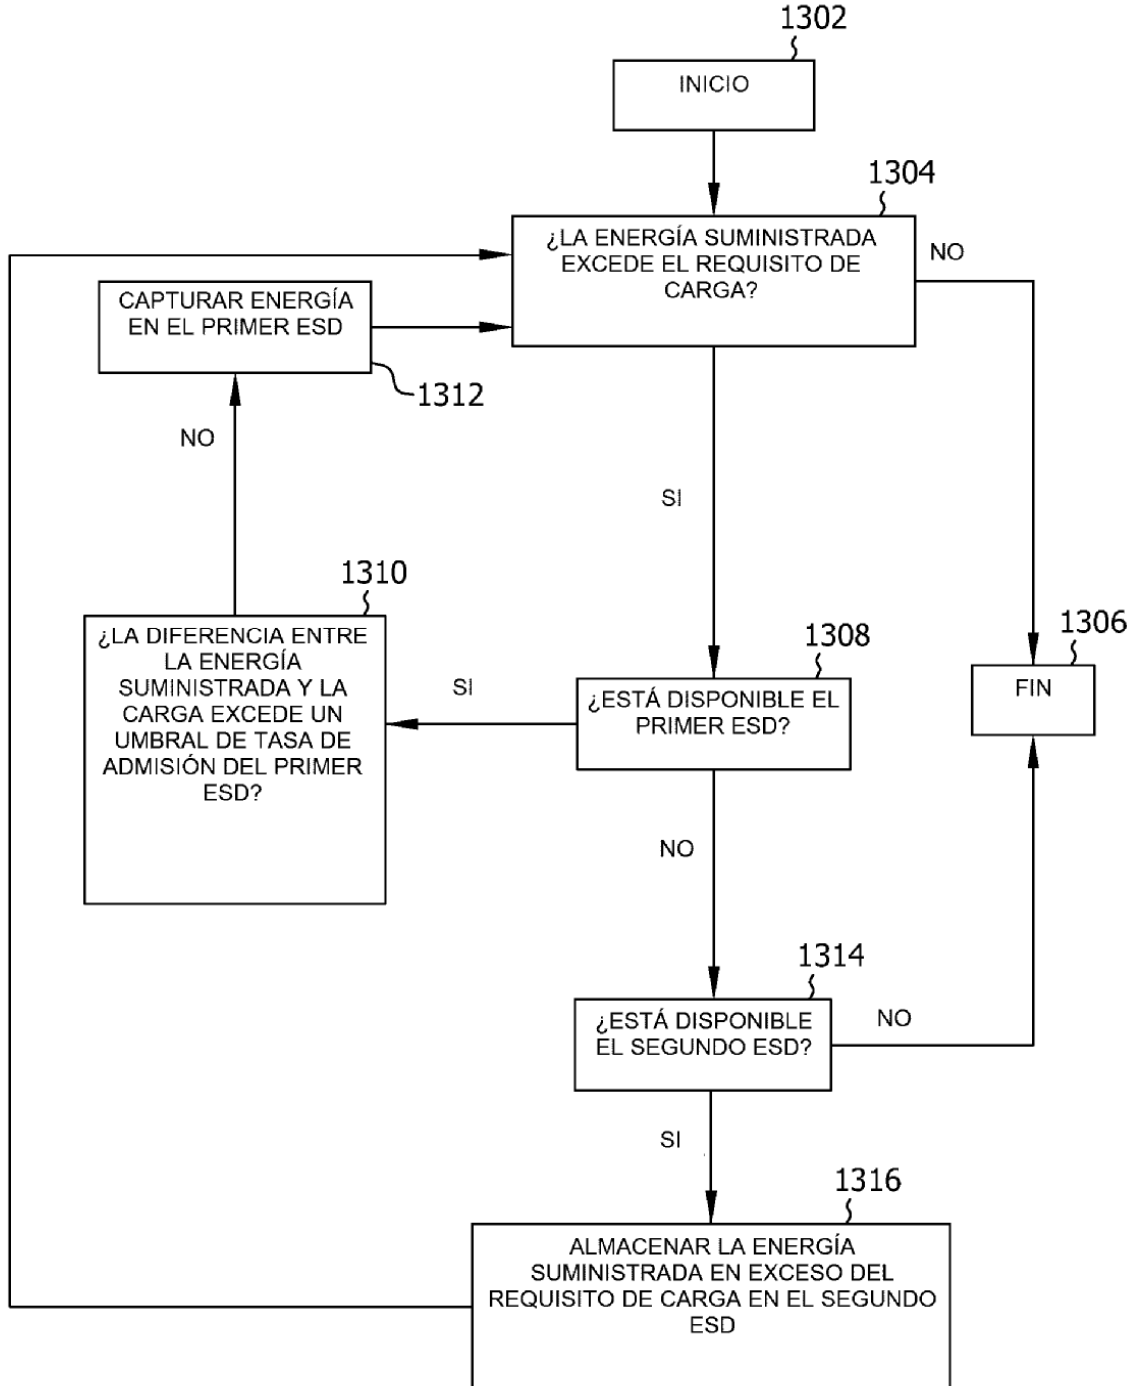 1302
INICIO
1304
¿LA ENERGÍA SUMINISTRADA
EXCEDE EL REQUISITO DE
CARGA?
NO
CAPTURAR ENERGÍA
EN EL PRIMER ESD
1312
NO
SI
1310
¿LA DIFERENCIA ENTRE
LA ENERGÍA
SUMINISTRADA Y LA
CARGA EXCEDE UN
UMBRAL DE TASA DE
ADMISIÓN DEL PRIMER
ESD?
SI
1308
¿ESTÁ DISPONIBLE EL
PRIMER ESD?
1306
FIN
NO
1314
¿ESTÁ DISPONIBLE
EL SEGUNDO ESD?
NO
SI
1316
ALMACENAR LA ENERGÍA
SUMINISTRADA EN EXCESO DEL
REQUISITO DE CARGA EN EL SEGUNDO
ESD